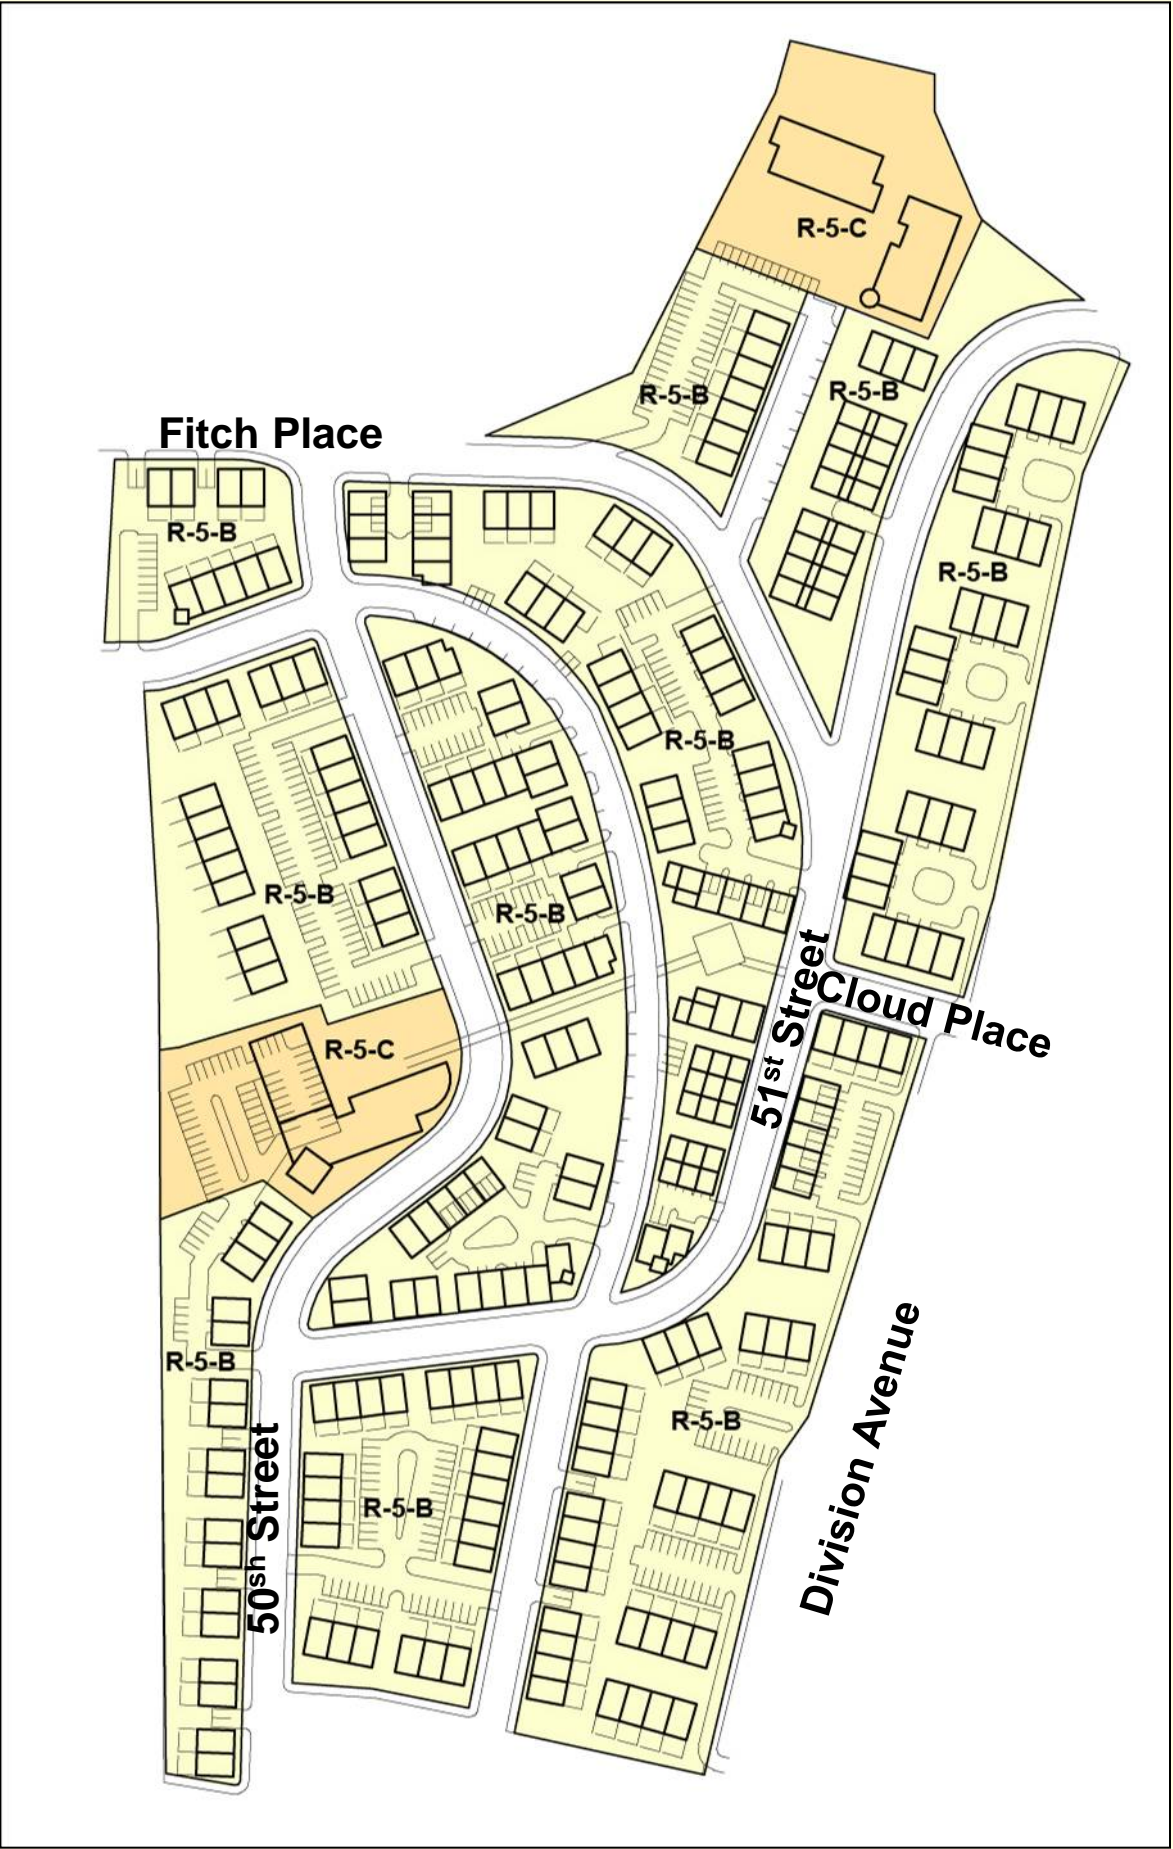 R-5-C
R-5-B
R-5-B
Fitch Place
R-5-B
R-5-B
R-5-B
R-5-B
R-5-B
51st Street
Cloud Place
R-5-C
R-5-B
R-5-B
Division Avenue
50sh Street
R-5-B